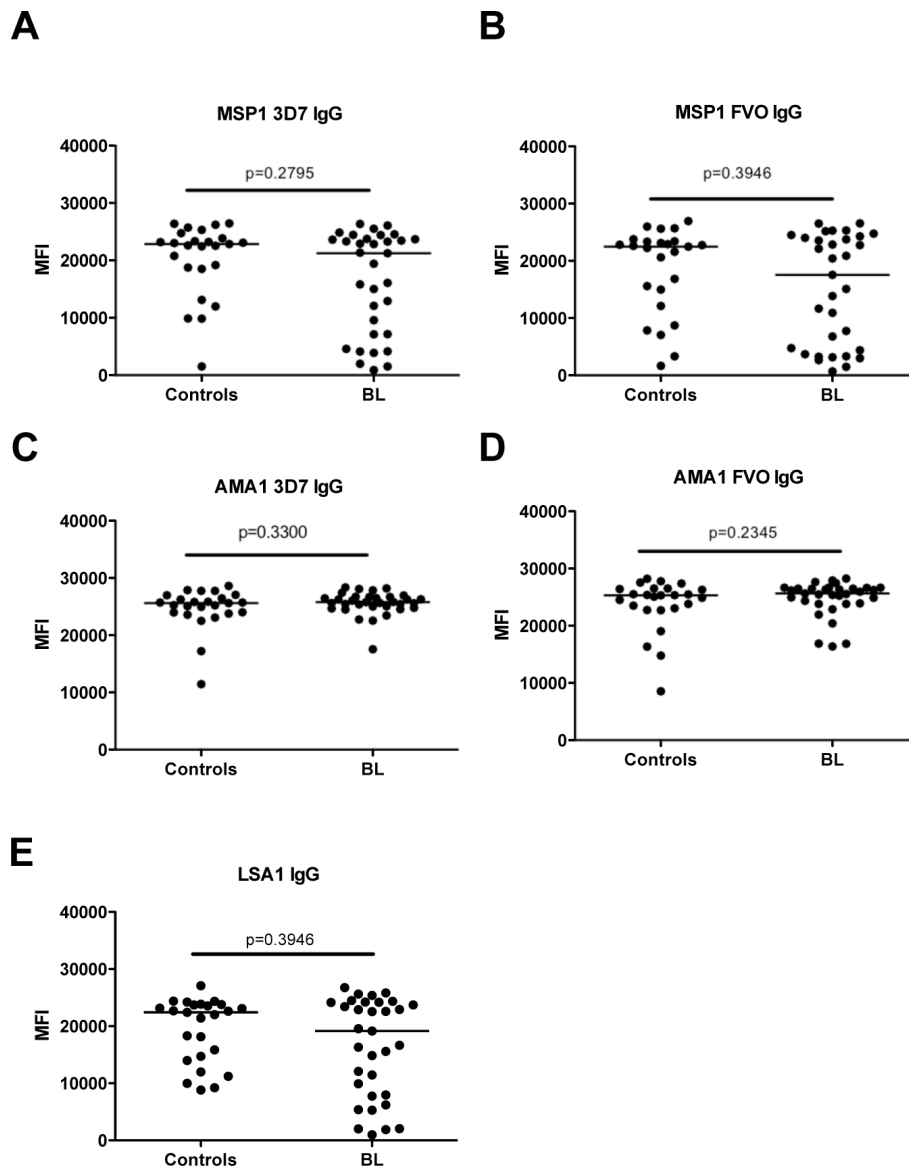 A
MSP1 3D7 IgG
40000
30000
20000
10000
0
MFI
p=0.2795
Controls
BL
B
MSP1 FVO IgG
40000
30000
20000
10000
0
MFI
p=0.3946
Controls
BL
C
AMA1 3D7 IgG
40000
30000
20000
10000
0
MFI
p=0.3300
Controls
BL
D
AMA1 FVO IgG
40000
30000
20000
10000
0
MFI
p=0.2345
Controls
BL
E
LSA1 IgG
40000
30000
20000
10000
0
MFI
p=0.3946
Controls
BL